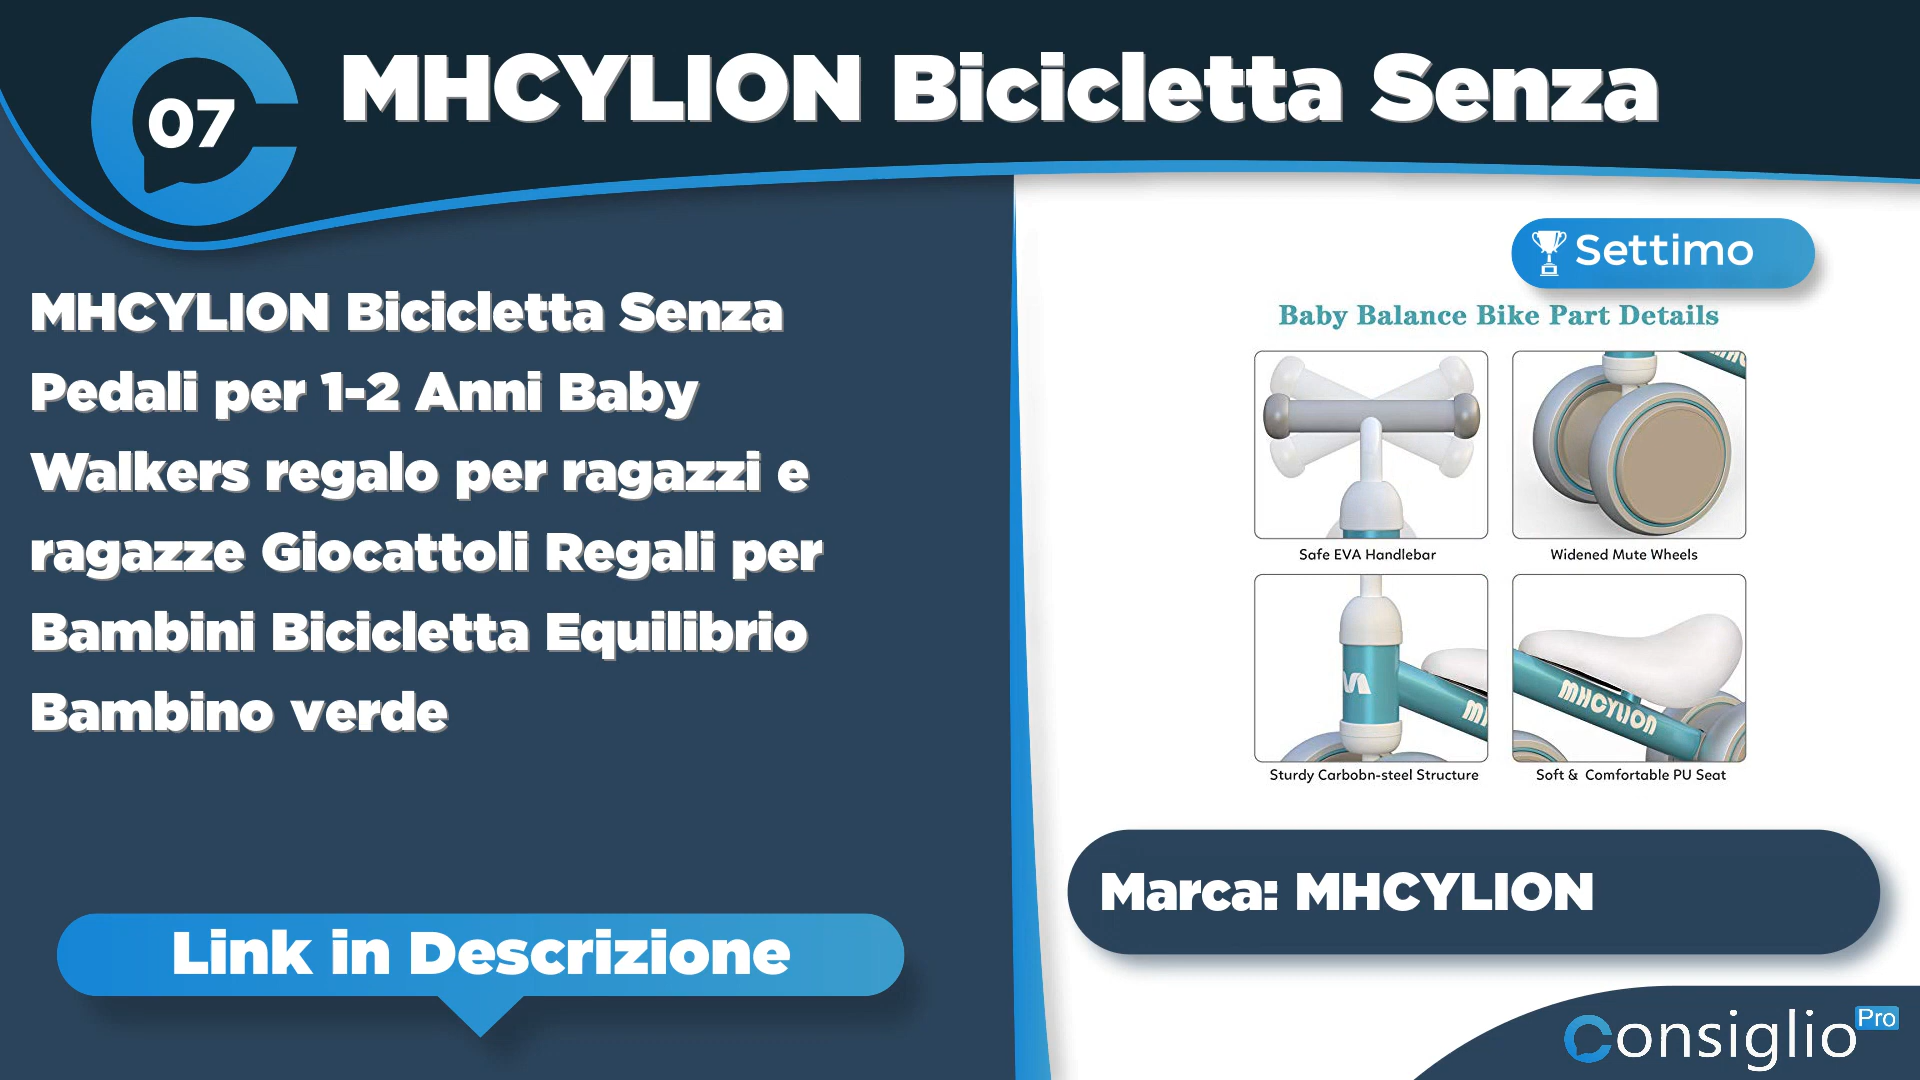 07
MHCYLION Bicicletta Senza
MHCYLION Bicicletta Senza
Pedali per 1-2 Anni Baby
Walkers regalo per ragazzi e
ragazze Giocattoli Regali per
Bambini Bicicletta Equilibrio
Bambino verde
Link in Descrizione
Settimo
Baby Balance Bike Part Details
Safe EVA Handlebar
Widened Mute Wheels
MHCYLION
Sturdy Carbobn-steel Structure
Soft & Comfortable PU Seat
Marca: MHCYLION
Consiglio Pro